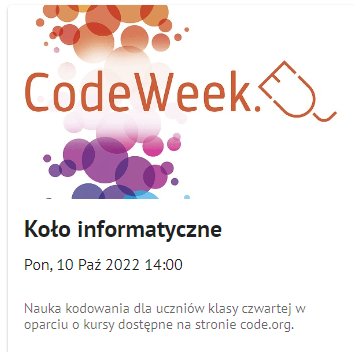 CodeWeek.EU
Koło informatyczne
Pon, 10 Paź 2022 14:00
Nauka kodowania dla uczniów klasy czwartej w
oparciu o kursy dostępne na stronie code.org.